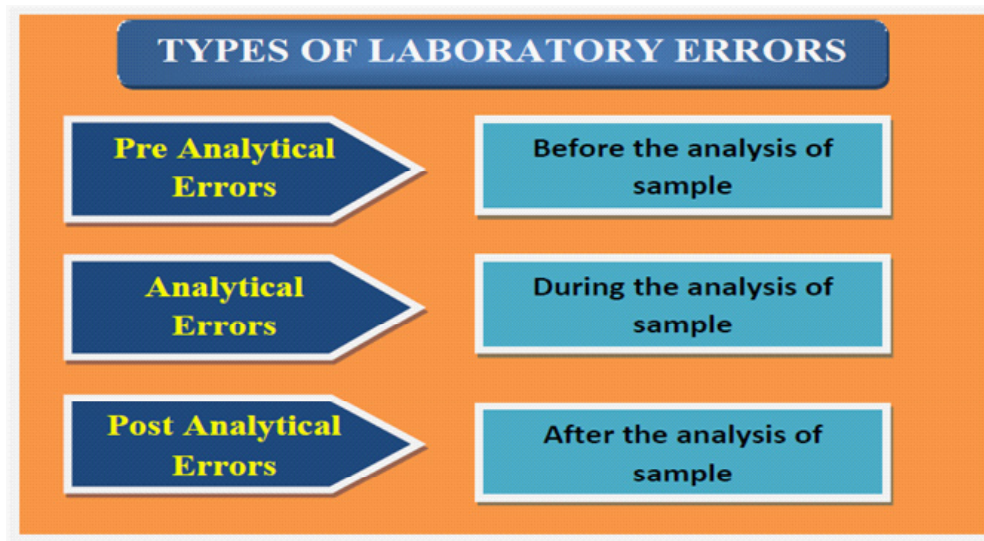 TYPES OF LABORATORY ERRORS
Pre Analytical
Errors
Before the analysis of
sample
Analytical
Errors
During the analysis of
sample
Post Analytical
Errors
After the analysis of
sample